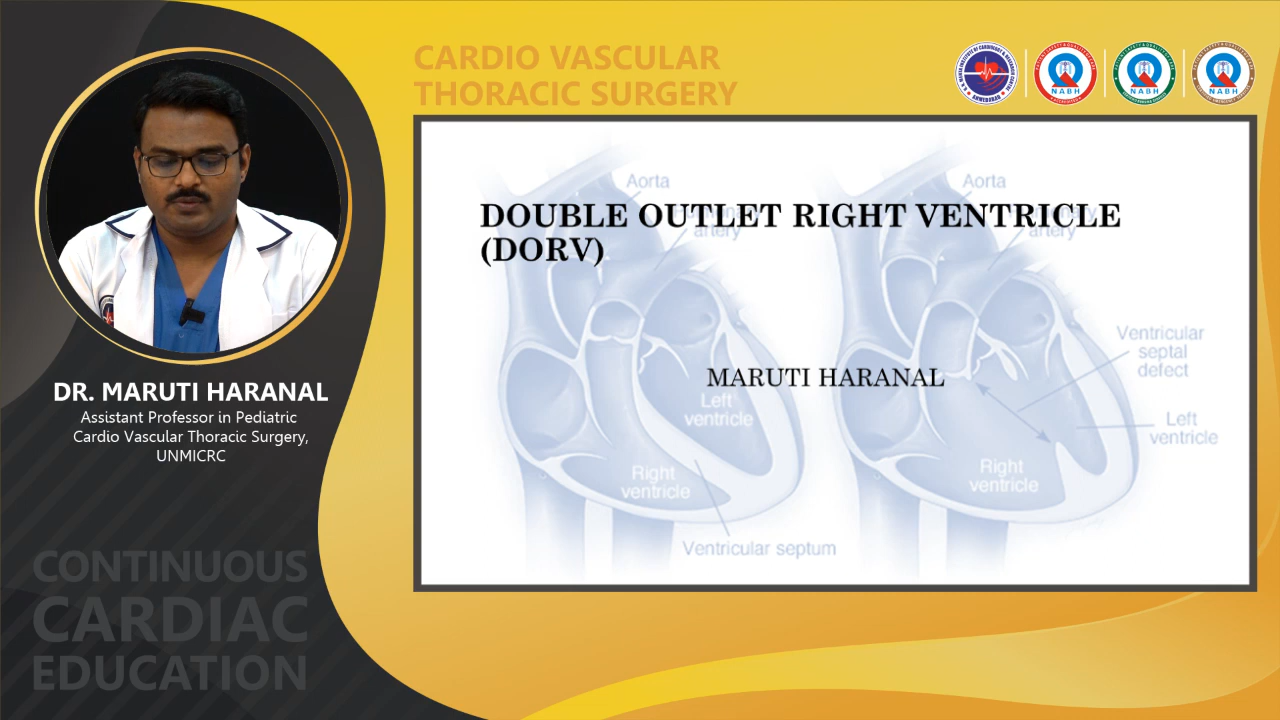 CARDIO VASCULAR
THORACIC SURGERY
NABH
NABH
NABH
Aorta
Aorta
DOUBLE OUTLET RIGHT VENTRICLE
(DORV)
artery
artery
Ventricular
septal
defect
MARUTI HARANAL
Left
ventricle
Left
ventricle
Right
ventricle
Right
ventricle
Ventricular septum
DR. MARUTI HARANAL
Assistant Professor in Pediatric
Cardio Vascular Thoracic Surgery,
UNMICRC
CONTINUOUS
CARDIAC
EDUCATION